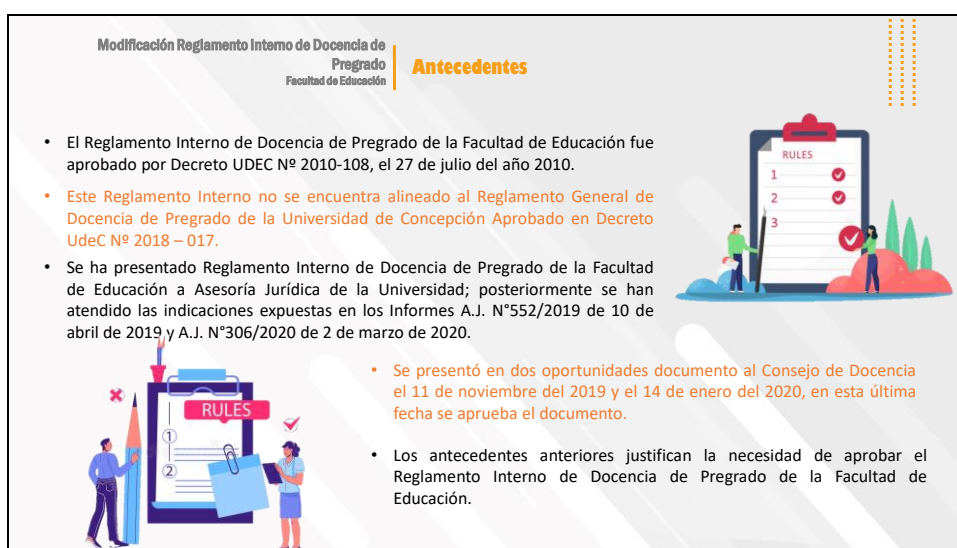 Modificación Reglamento Interno de Docencia de
Pregrado
Facultad de Educación
Antecedentes
• El Reglamento Interno de Docencia de Pregrado de la Facultad de Educación fue
aprobado por Decreto UDEC Nº 2010-108, el 27 de julio del año 2010.
• Este Reglamento Interno no se encuentra alineado al Reglamento General de
Docencia de Pregrado de la Universidad de Concepción Aprobado en Decreto
UdeC Nº 2018 – 017.
• Se ha presentado Reglamento Interno de Docencia de Pregrado de la Facultad
de Educación a Asesoría Jurídica de la Universidad; posteriormente se han
atendido las indicaciones expuestas en los Informes A.J. N°552/2019 de 10 de
abril de 2019 y A.J. N°306/2020 de 2 de marzo de 2020.
RULES
1
2
3
• Se presentó en dos oportunidades documento al Consejo de Docencia
el 11 de noviembre del 2019 y el 14 de enero del 2020, en esta última
fecha se aprueba el documento.
• Los antecedentes anteriores justifican la necesidad de aprobar el
Reglamento Interno de Docencia de Pregrado de la Facultad de
Educación.
RULES
1
2